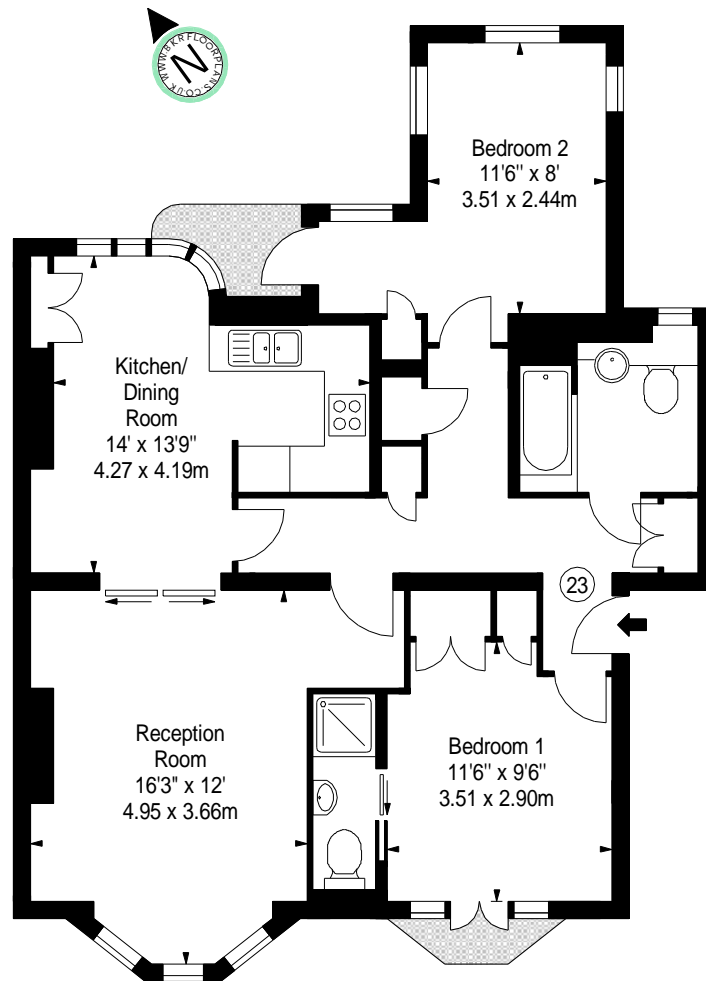 WWW.BKRFLOORPLANS.CO.UK
N
Bedroom 2
11'6" x 8'
3.51 x 2.44m
Kitchen/
Dining
Room
14' x 13'9"
4.27 x 4.19m
23
Reception
Room
16'3" x 12'
4.95 x 3.66m
Bedroom 1
11'6" x 9'6"
3.51 x 2.90m